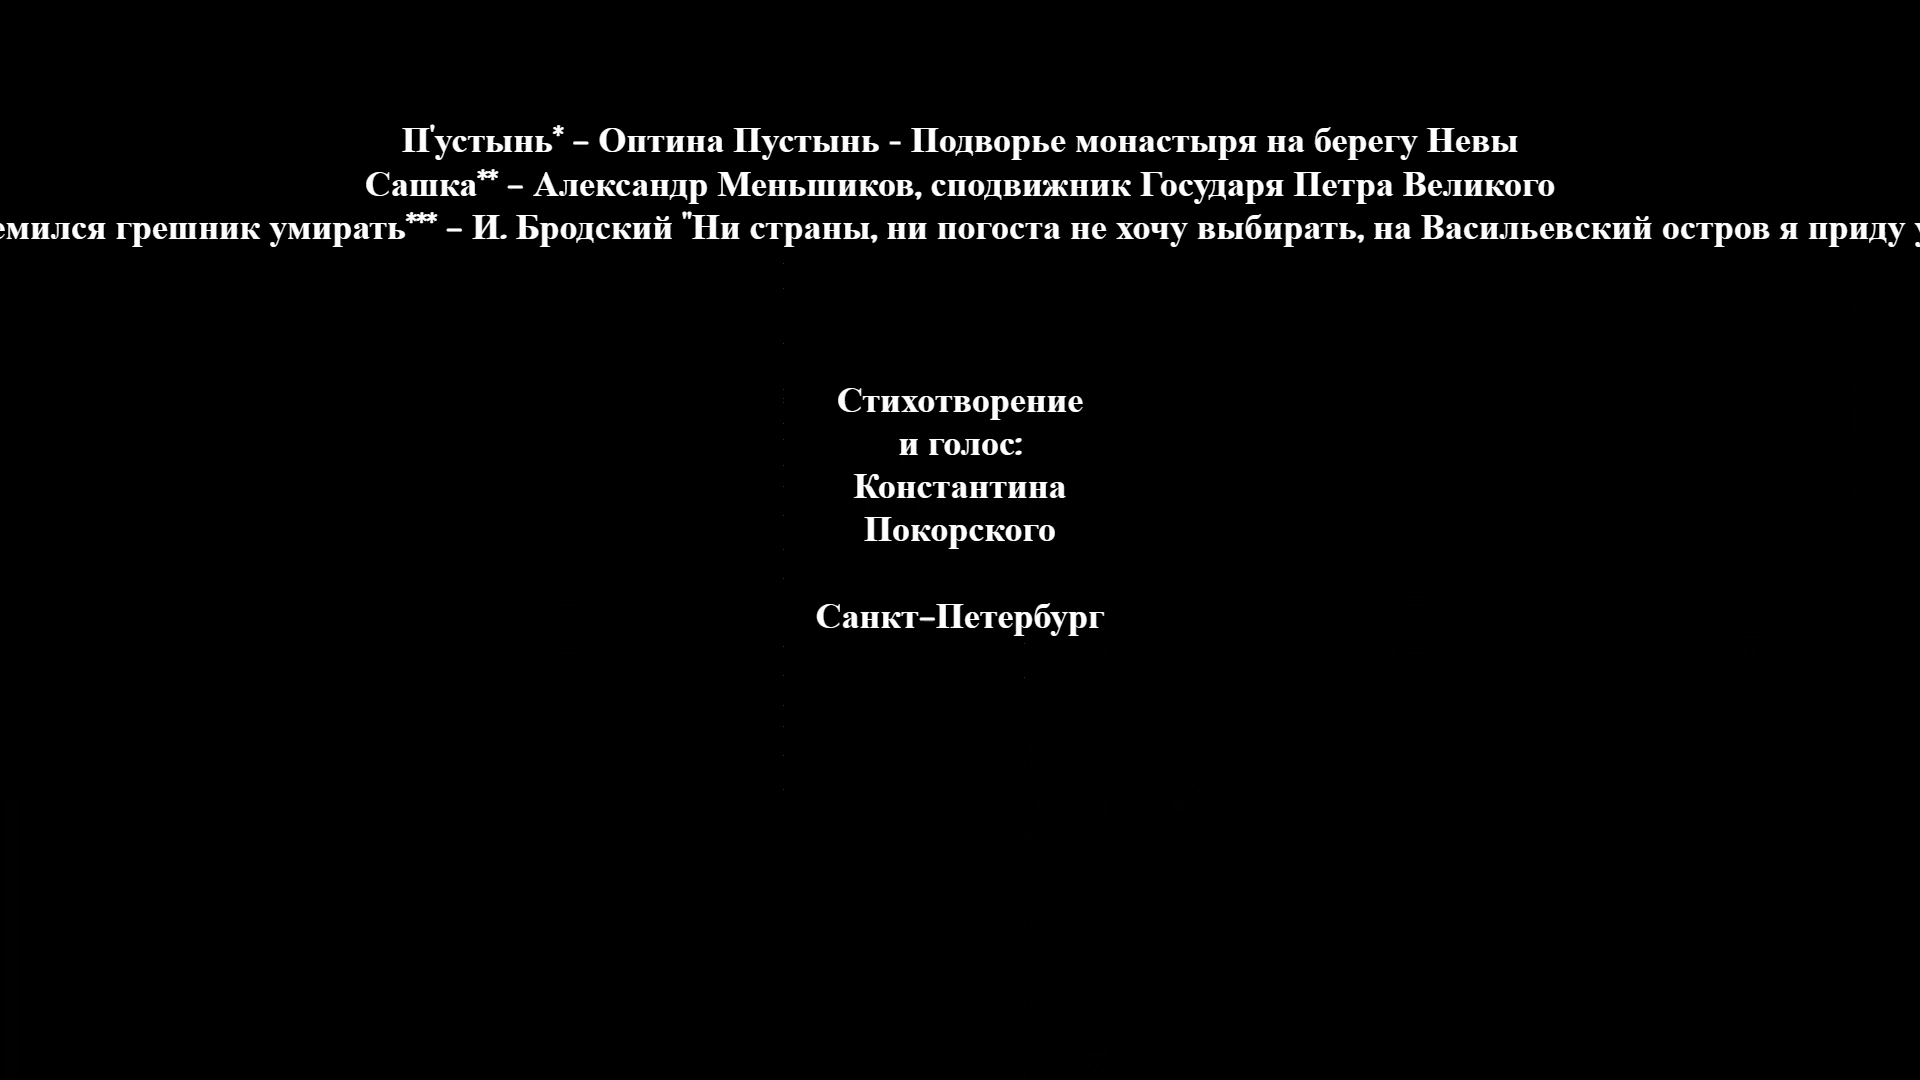 П'устынь* – Оптина Пустынь - Подворье монастыря на берегу Невы
Сашка** – Александр Меньшиков, сподвижник Государя Петра Великого
емился грешник умирать*** – И. Бродский "Ни страны, ни погоста не хочу выбирать, на Васильевский остров я приду
Стихотворение
и голос:
Константина
Покорского
Санкт-Петербург